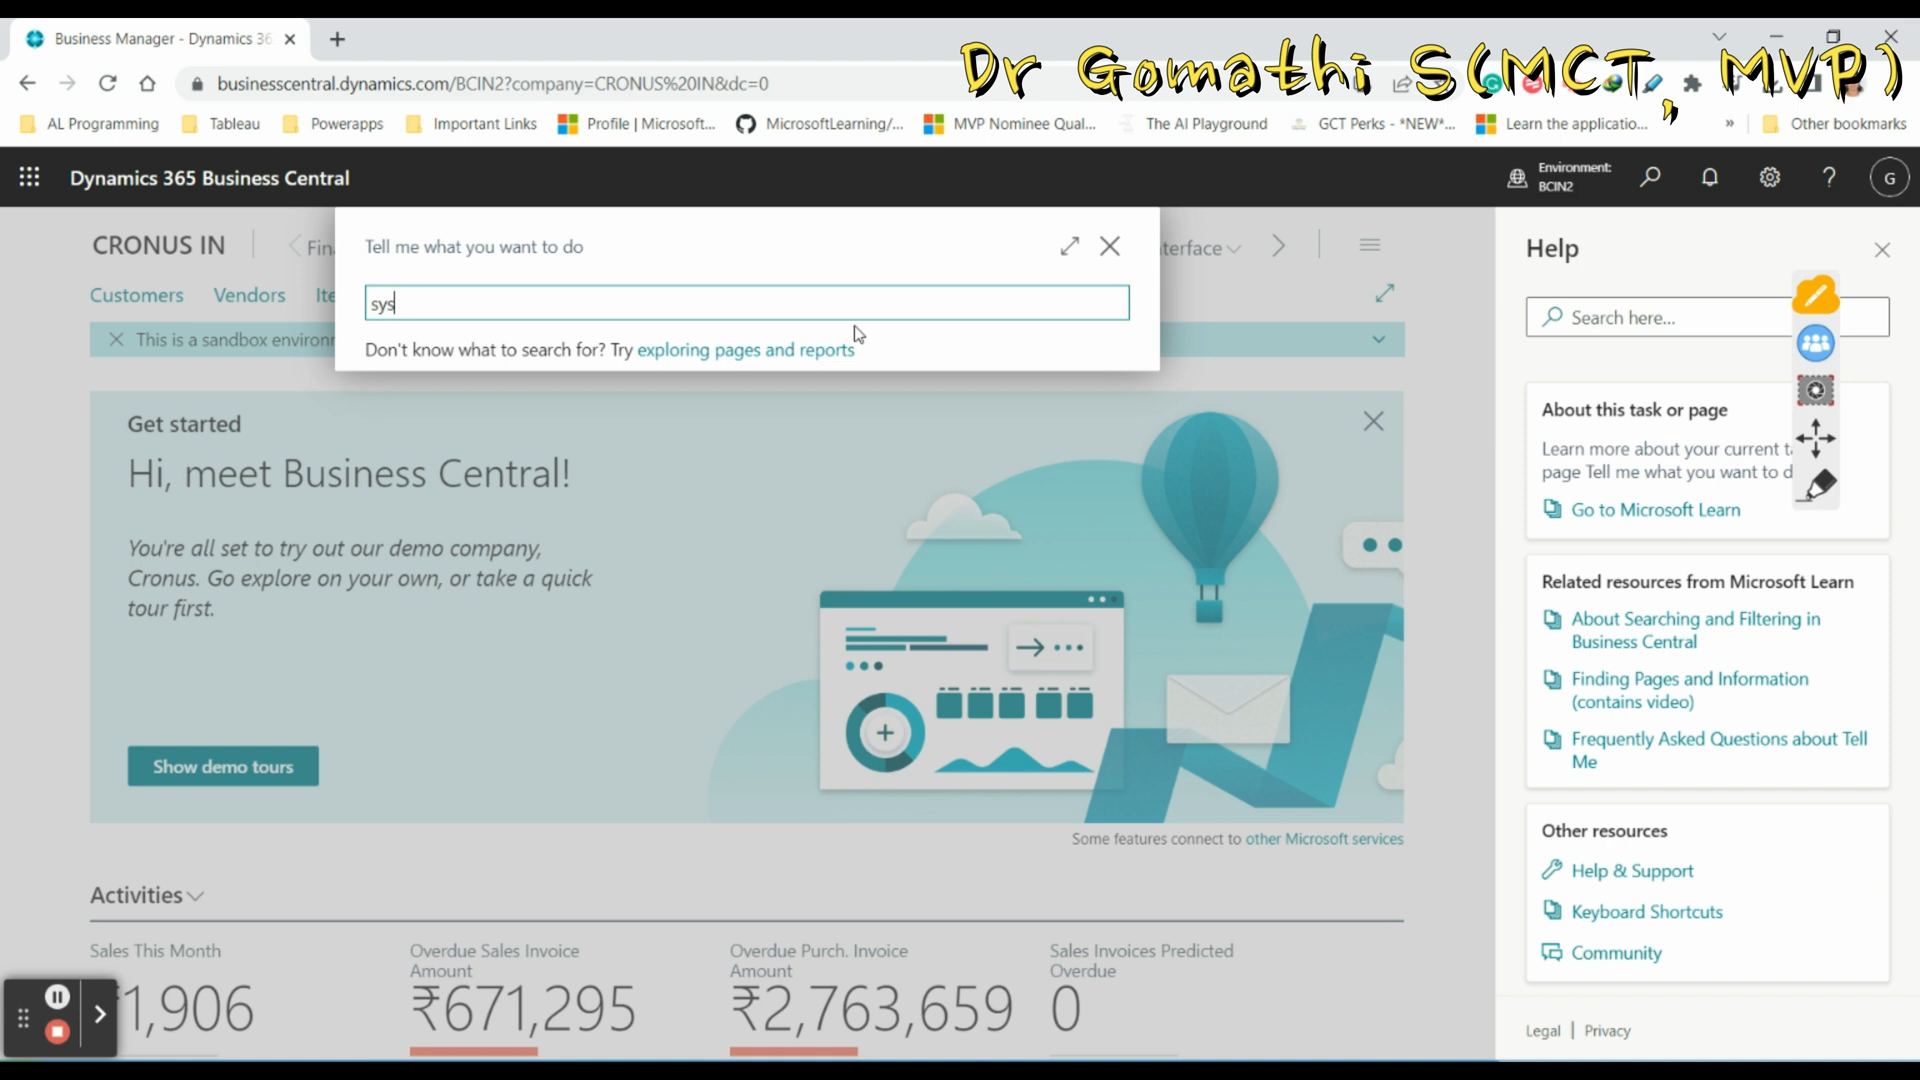 Business Manager - Dynamics 36
Dr Gomathi S(MCT, MVP)
businesscentral.dynamics.com/BCIN2?company=CRONUS%20IN&dc=0
AL Programming
Tableau
Powerapps
Important Links
Profile | Microsoft...
MicrosoftLearning/...
MVP Nominee Qual...
The AI Playground
GCT Perks - *NEW*...
Learn the applicatio...
»
Other bookmarks
Dynamics 365 Business Central
Environment:
BCIN2
?
G
CRONUS IN
Fin
Tell me what you want to do
terface
Customers
Vendors
Ite
sys
This is a sandbox environm
Don't know what to search for? Try exploring pages and reports
Get started
Hi, meet Business Central!
You're all set to try out our demo company,
Cronus. Go explore on your own, or take a quick
tour first.
Show demo tours
Some features connect to other Microsoft services
Activities
Sales This Month
Overdue Sales Invoice
Amount
Overdue Purch. Invoice
Amount
Sales Invoices Predicted
Overdue
1,906
₹671,295
₹2,763,659
0
Help
Search here...
About this task or page
Learn more about your current t
page Tell me what you want to d
Go to Microsoft Learn
Related resources from Microsoft Learn
About Searching and Filtering in
Business Central
Finding Pages and Information
(contains video)
Frequently Asked Questions about Tell
Me
Other resources
Help & Support
Keyboard Shortcuts
Community
Legal | Privacy